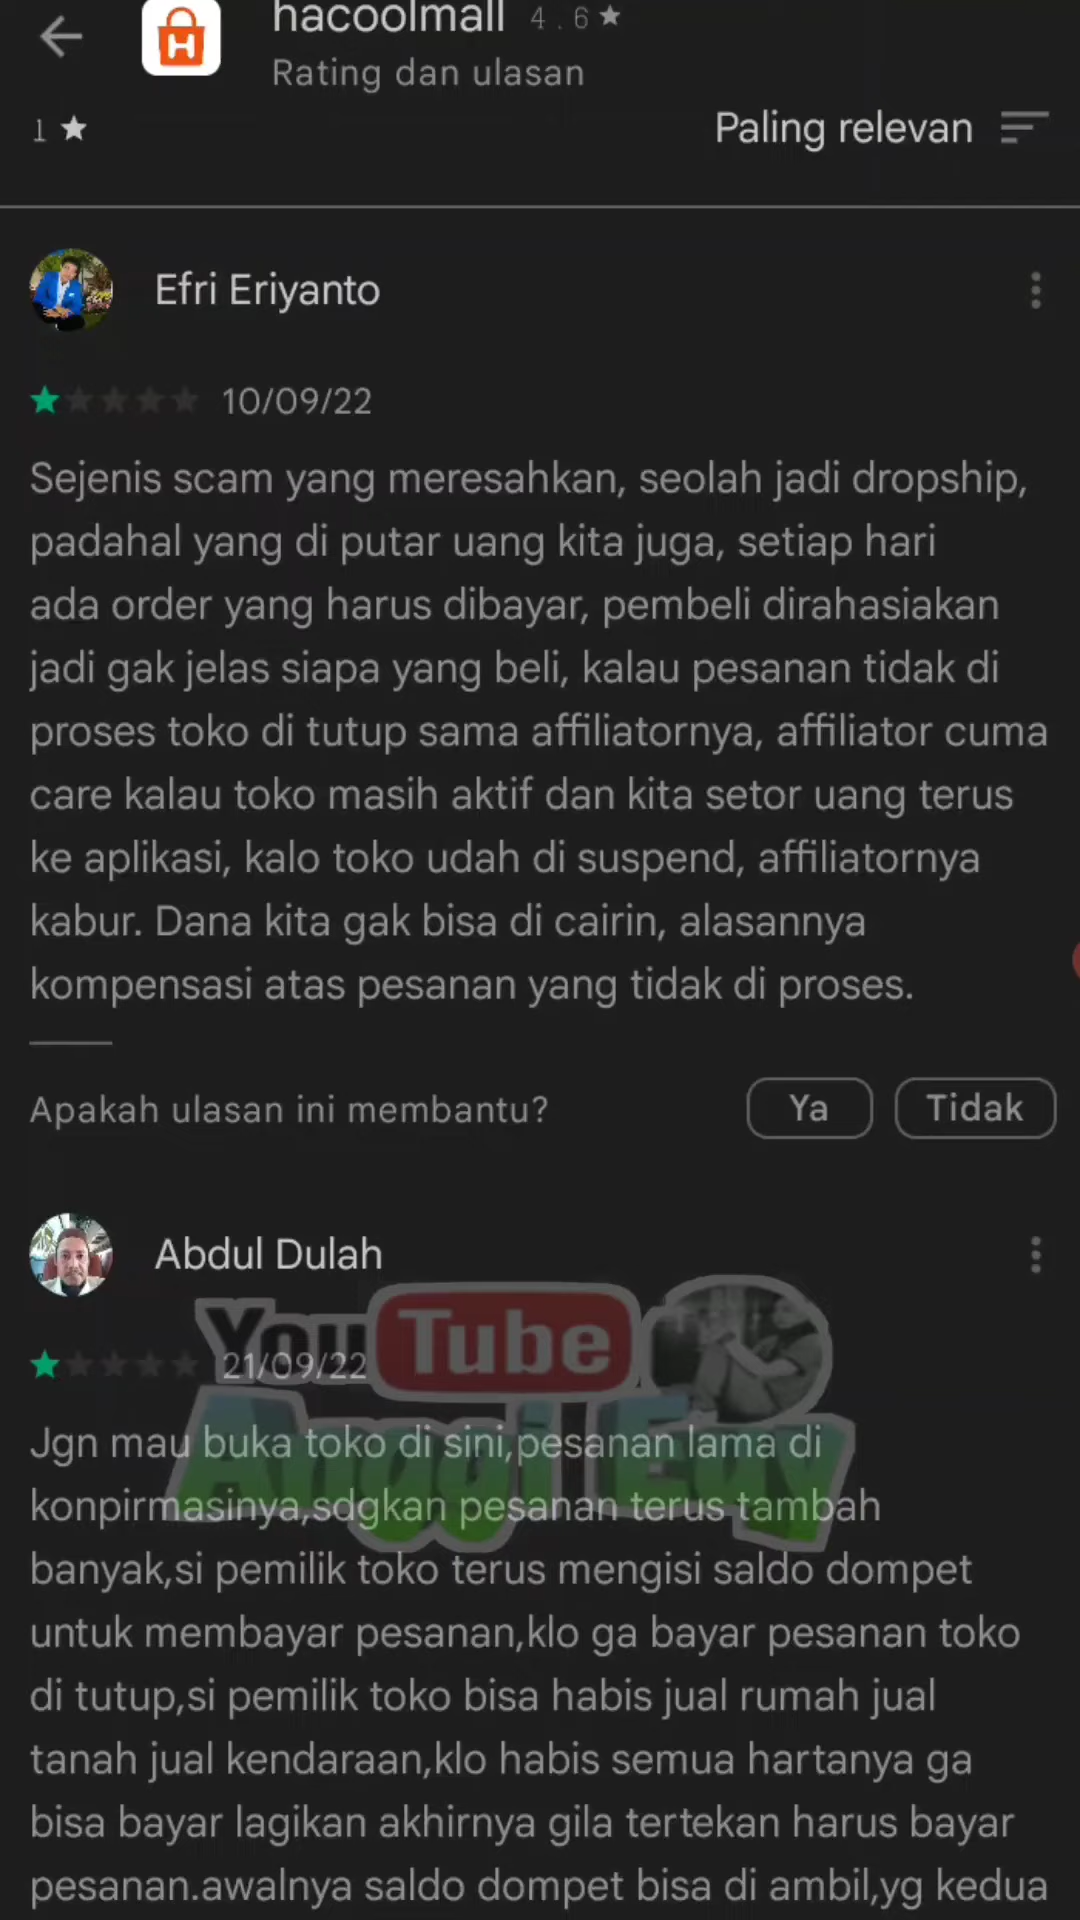 hacoolmall 4.6★
Rating dan ulasan
1 ★
Paling relevan
Efri Eriyanto
10/09/22
Sejenis scam yang meresahkan, seolah jadi dropship,
padahal yang di putar uang kita juga, setiap hari
ada order yang harus dibayar, pembeli dirahasiakan
jadi gak jelas siapa yang beli, kalau pesanan tidak di
proses toko di tutup sama affiliatornya, affiliator cuma
care kalau toko masih aktif dan kita setor uang terus
ke aplikasi, kalo toko udah di suspend, affiliatornya
kabur. Dana kita gak bisa di cairin, alasannya
kompensasi atas pesanan yang tidak di proses.
Apakah ulasan ini membantu?
Ya
Tidak
Abdul Dulah
YouTube
21/09/22
Anggi Eqy
Jgn mau buka toko di sini,pesanan lama di
konpirmasinya,sdgkan pesanan terus tambah
banyak,si pemilik toko terus mengisi saldo dompet
untuk membayar pesanan,klo ga bayar pesanan toko
di tutup,si pemilik toko bisa habis jual rumah jual
tanah jual kendaraan,klo habis semua hartanya ga
bisa bayar lagikan akhirnya gila tertekan harus bayar
pesanan.awalnya saldo dompet bisa di ambil,yg kedua